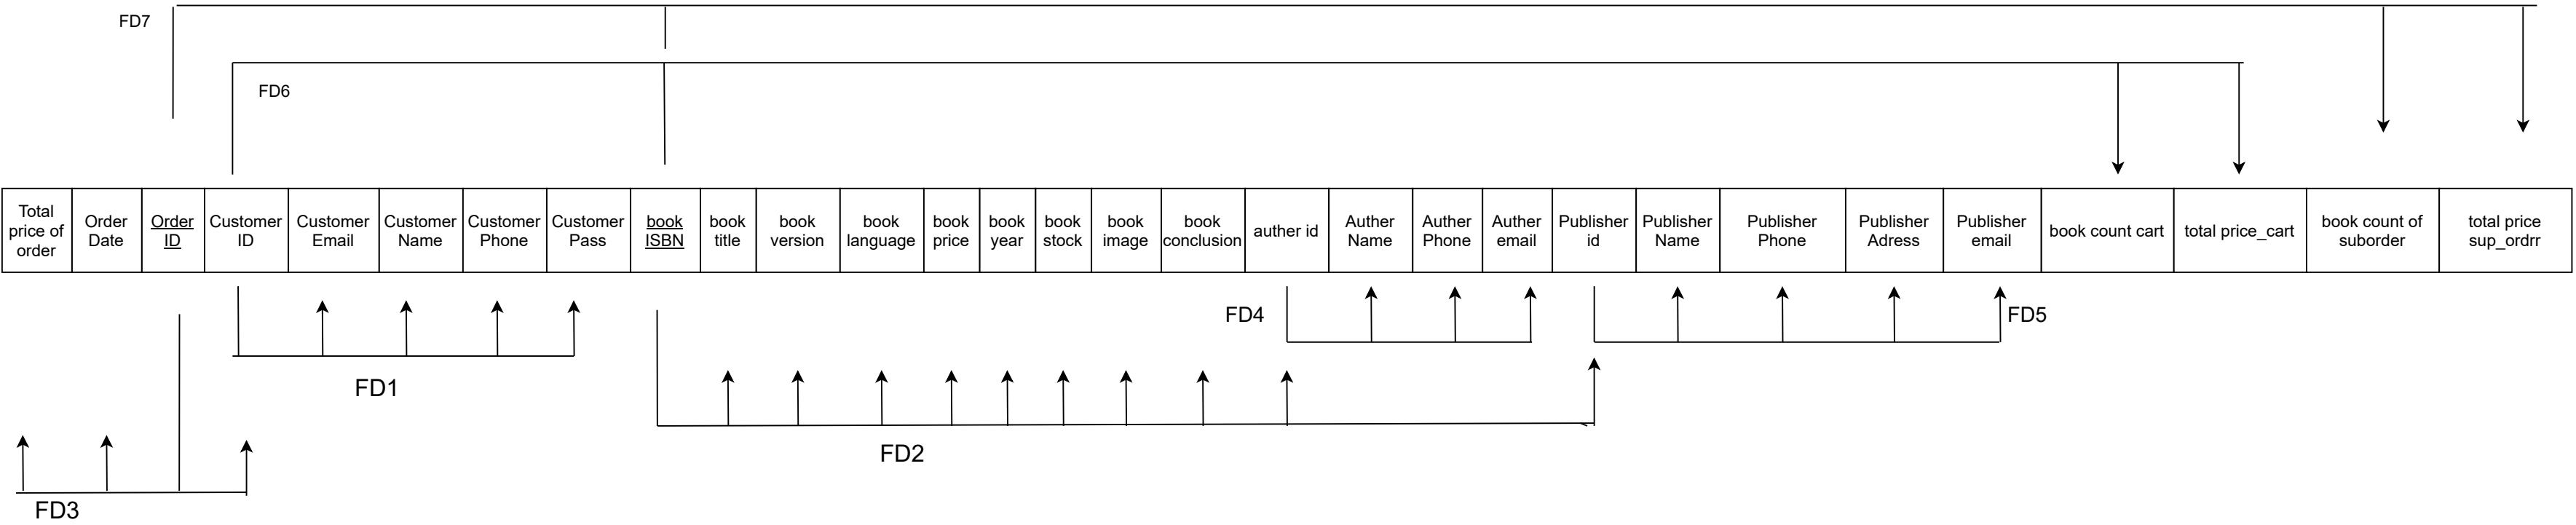 FD7
FD6
Total
price of
order
Order
Date
Order
ID
Customer
ID
Customer
Email
Customer
Name
Customer
Phone
Customer
Pass
book
ISBN
book
title
book
version
book
language
book
price
book
year
book
stock
book
image
book
conclusion
auther id
Auther
Name
Auther
Phone
Auther
email
Publisher
id
Publisher
Name
Publisher
Phone
Publisher
Adress
Publisher
email
book count cart
total price_cart
book count of
suborder
total price
sup_ordrr
FD4
FD5
FD1
FD2
FD3